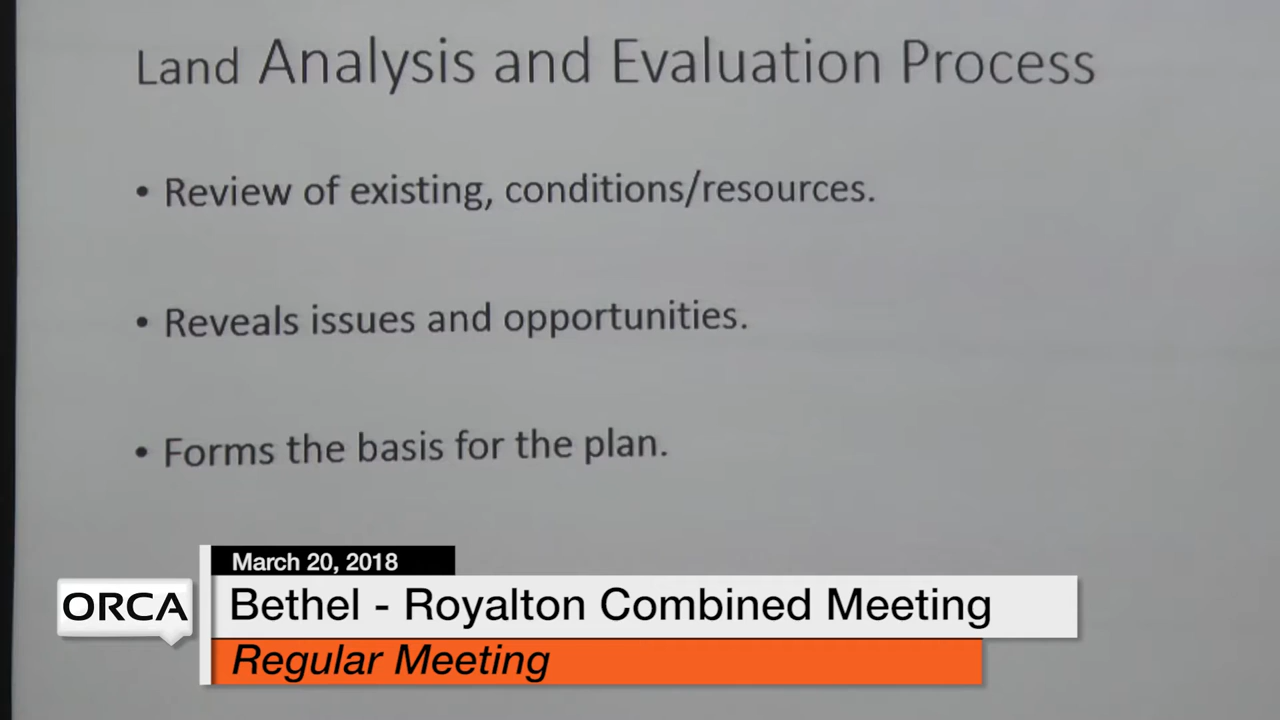 Land Analysis and Evaluation Process
• Review of existing, conditions/resources.
• Reveals issues and opportunities.
• Forms the basis for the plan.
March 20, 2018
ORCA
Bethel - Royalton Combined Meeting
Regular Meeting